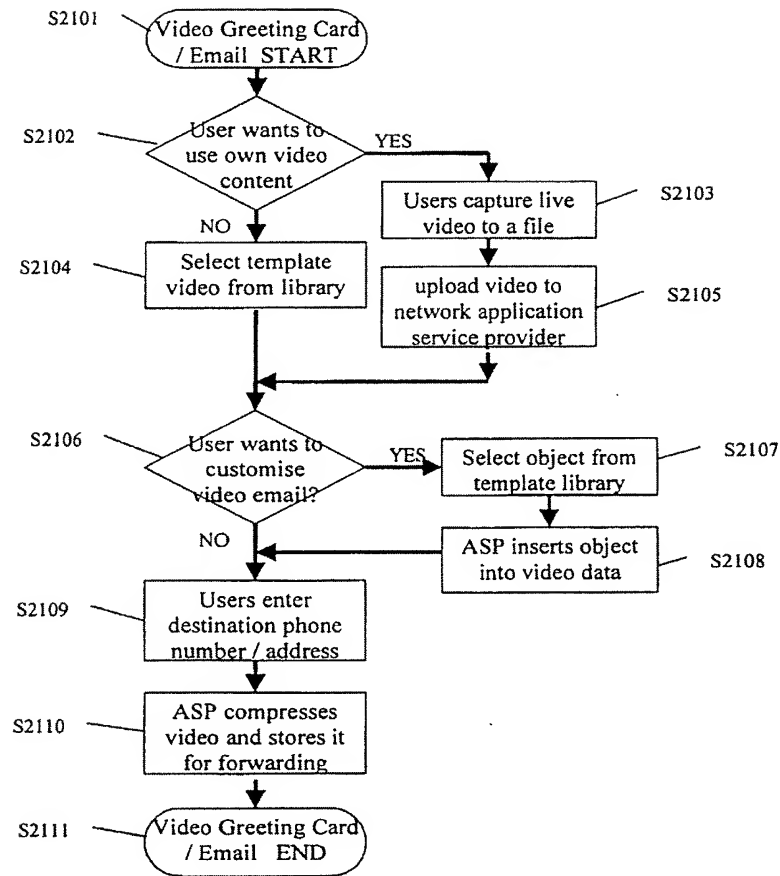 S2101
Video Greeting Card
/ Email START
S2102
User wants to
use own video
content
YES
NO
S2103
Users capture live
video to a file
S2104
Select template
video from library
S2105
upload video to
network application
service provider
S2106
User wants to
customise
video email?
YES
NO
S2107
Select object from
template library
S2108
ASP inserts object
into video data
S2109
Users enter
destination phone
number / address
S2110
ASP compresses
video and stores it
for forwarding
S2111
Video Greeting Card
/ Email END